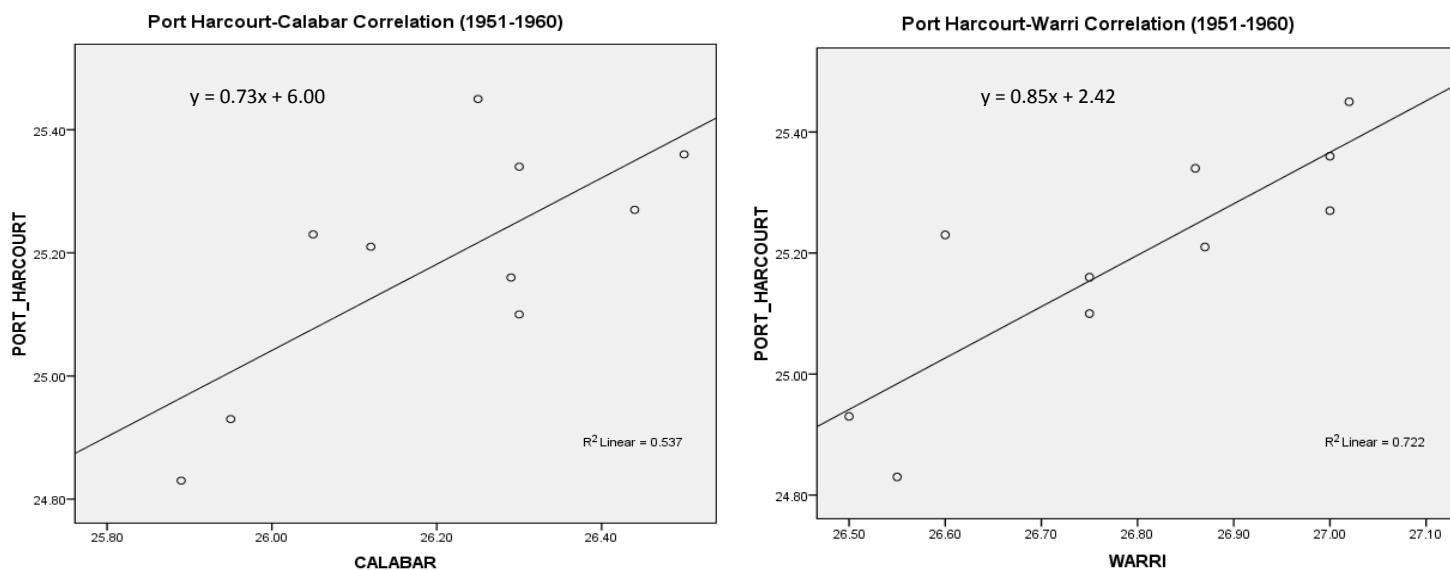 Port Harcourt-Calabar Correlation (1951-1960)
y = 0.73x + 6.00
25.40
25.20
25.00
24.80
PORT_HARCOURT
R² Linear = 0.537
25.80 26.00 26.20 26.40
CALABAR
Port Harcourt-Warri Correlation (1951-1960)
y = 0.85x + 2.42
25.40
25.20
25.00
24.80
PORT_HARCOURT
R² Linear = 0.722
26.50 26.60 26.70 26.80 26.90 27.00 27.10
WARRI